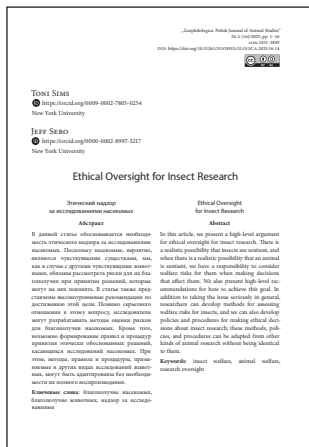 „Zoophilologica. Polish Journal of Animal Studies”
Nr 2 (16)/2025, pp. 1–16
ISSN 2451-3849
DOI: https://doi.org/10.31261/ZOOPHILOLOGICA.2025.16.14
Toni Sims
https://orcid.org/0009-0002-7805-0254
New York University
Jeff Sebo
https://orcid.org/0000-0002-8997-3217
New York University
Ethical Oversight for Insect Research
Этический надзор
за исследованиями насекомых
Абстракт
В данной статье обосновывается необходи-
мость этического надзора за исследованиями
насекомых. Поскольку насекомые, вероятно,
являются чувствующими существами, мы,
как в случае с другими чувствующими живот-
ными, обязаны рассмотреть риски для их бла-
гополучия при принятии решений, которые
могут на них повлиять. В статье также пред-
ставлены высокоуровневые рекомендации по
достижению этой цели. Помимо серьезного
отношения к этому вопросу, исследователи
могут разрабатывать методы оценки рисков
для благополучия насекомых. Кроме того,
возможно формирование правил и процедур
принятия этически обоснованных решений,
касающихся исследований насекомых. При
этом, методы, правила и процедуры, приме-
няемые в других видах исследований живот-
ных, могут быть адаптированы без необходи-
мости их полного воспроизведения.
Ключевые слова: благополучие насекомых,
благополучие животных, надзор за исследо-
ваниями
Ethical Oversight
for Insect Research
Abstract
In this article, we present a high-level argument
for ethical oversight for insect research. There is
a realistic possibility that insects are sentient, and
when there is a realistic possibility that an animal
is sentient, we have a responsibility to consider
welfare risks for them when making decisions
that affect them. We also present high-level rec-
ommendations for how to achieve this goal. In
addition to taking the issue seriously in general,
researchers can develop methods for assessing
welfare risks for insects, and we can also develop
policies and procedures for making ethical deci-
sions about insect research; these methods, poli-
cies, and procedures can be adapted from other
kinds of animal research without being identical
to them.
Keywords: insect welfare, animal welfare,
research oversight